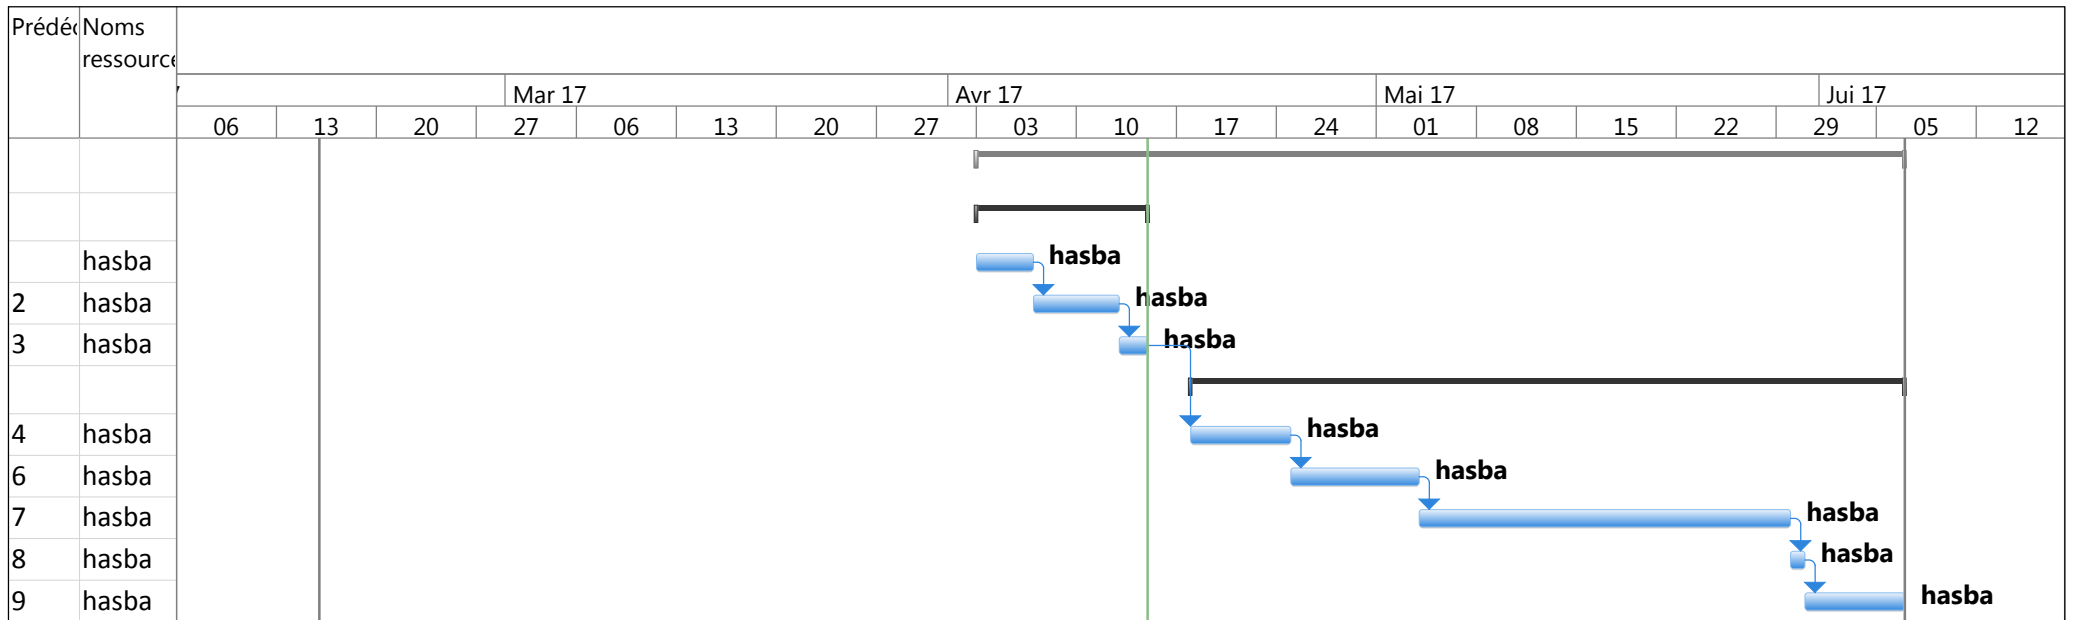 Prédéc Noms
ressource
Mar 17 Avr 17 Mai 17 Jui 17
06 13 20 27 06 13 20 27 03 10 17 24 01 08 15 22 29 05 12
hasba hasba
2 hasba hasba
3 hasba hasba
4 hasba hasba
6 hasba hasba
7 hasba hasba
8 hasba hasba
9 hasba hasba